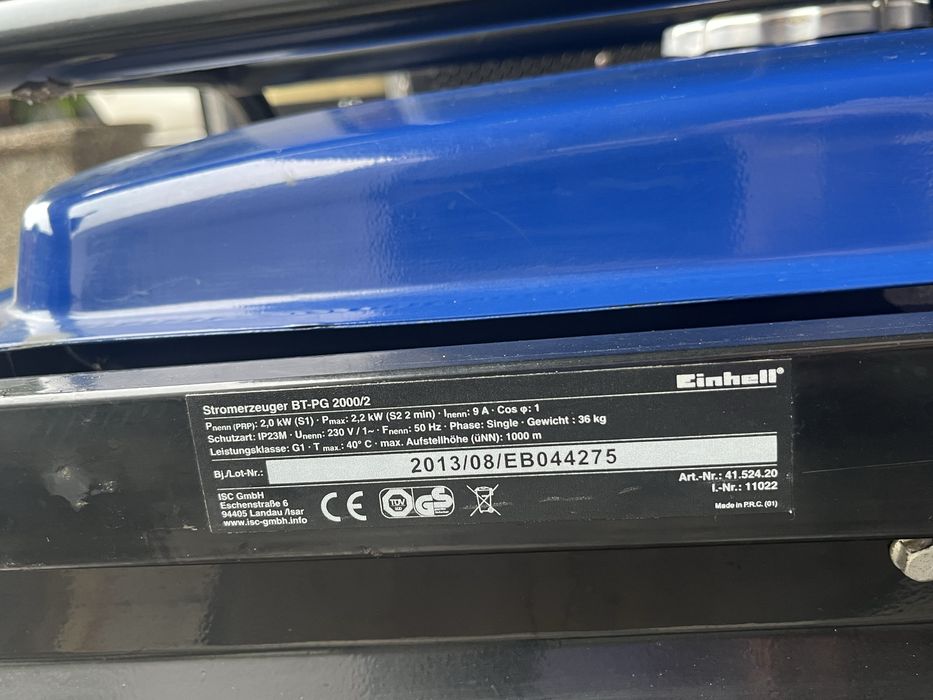 Einhell®
Stromerzeuger BT-PG 2000/2
Pnenn (PRP): 2,0 kW (S1) · Pmax: 2,2 kW (S2 2 min) · Inenn: 9 A · Cos φ: 1
Schutzart: IP23M · Unenn: 230 V / 1~ · Fnenn: 50 Hz · Phase: Single · Gewicht : 36 kg
Leistungsklasse: G1 · T max.: 40° C · max. Aufstellhöhe (üNN): 1000 m
Bj./Lot-Nr.: 2013/08/EB044275
Art.-Nr.: 41.524.20
I.-Nr.: 11022
ISC GmbH
Eschenstraße 6
94405 Landau /Isar
www.isc-gmbh.info
CE
TÜV
GS
Made in P.R.C. (01)